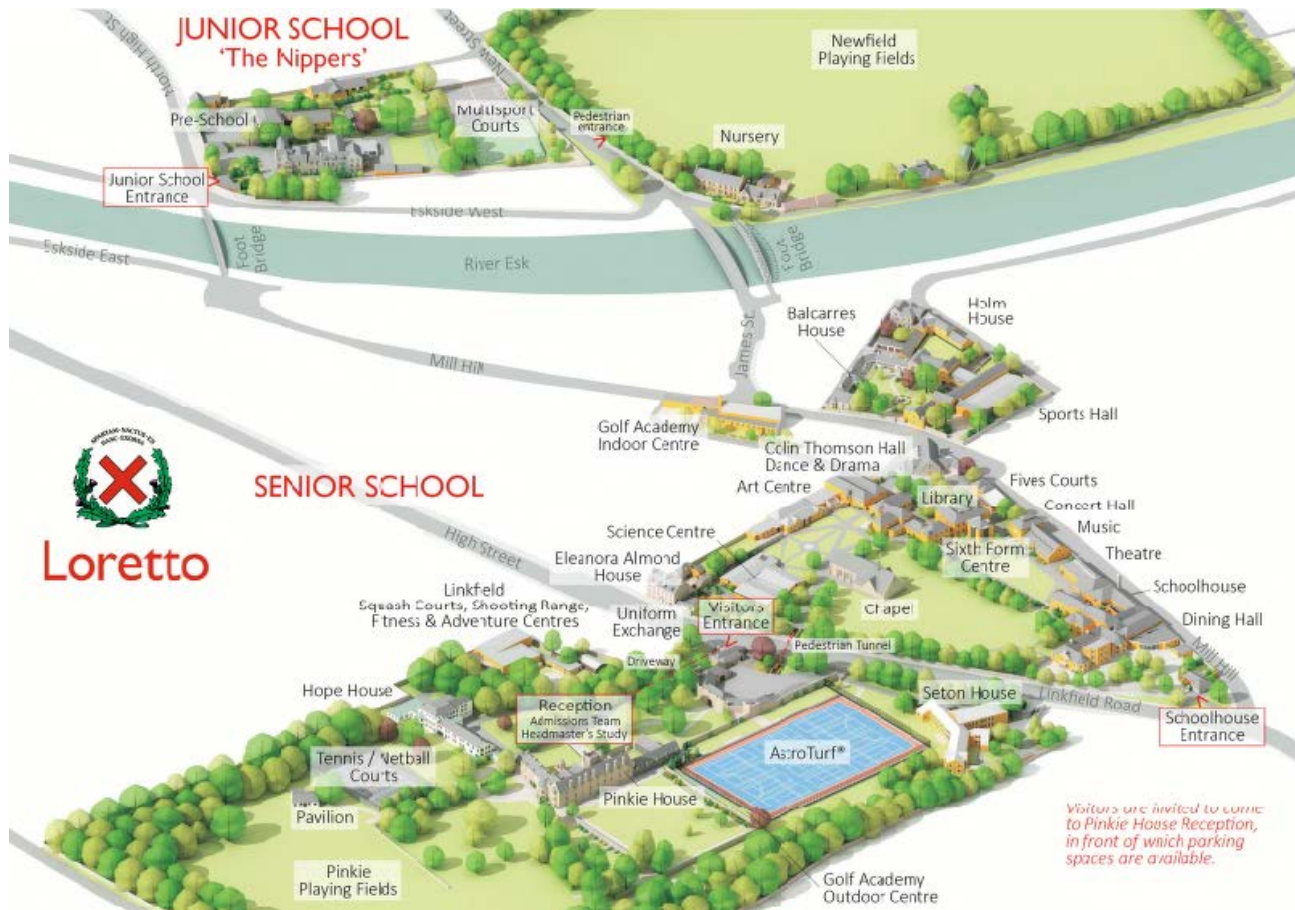 JUNIOR SCHOOL
'The Nippers'
North High St.
New Street
Newfield
Playing Fields
Pre-School
Multisport
Courts
Pedestrian
entrance
Nursery
Junior School
Entrance
Eskside West
Eskside East
Foot
Bridge
River Esk
Foot
Bridge
Balcarres
House
Holm
House
Mill Hill
James St.
Sports Hall
Golf Academy
Indoor Centre
Colin Thomson Hall
Dance & Drama
SPARTAM NACTUS ES
HANC EXORNA
SENIOR SCHOOL
Art Centre
Library
Fives Courts
Concert Hall
Music
Science Centre
Sixth Form
Centre
Theatre
High Street
Loretto
Eleanora Almond
House
Schoolhouse
Linkfield
Squash Courts, Shooting Range,
Fitness & Adventure Centres
Uniform
Exchange
Visitors
Entrance
Chapel
Dining Hall
Driveway
Pedestrian Tunnel
Mill Hill
Hope House
Reception
Admissions Team
Headmaster's Study
Seton House
Linkfield Road
Schoolhouse
Entrance
Tennis / Netball
Courts
AstroTurf®
Pinkie House
Pavilion
Visitors are invited to come
to Pinkie House Reception,
in front of which parking
spaces are available.
Pinkie
Playing Fields
Golf Academy
Outdoor Centre